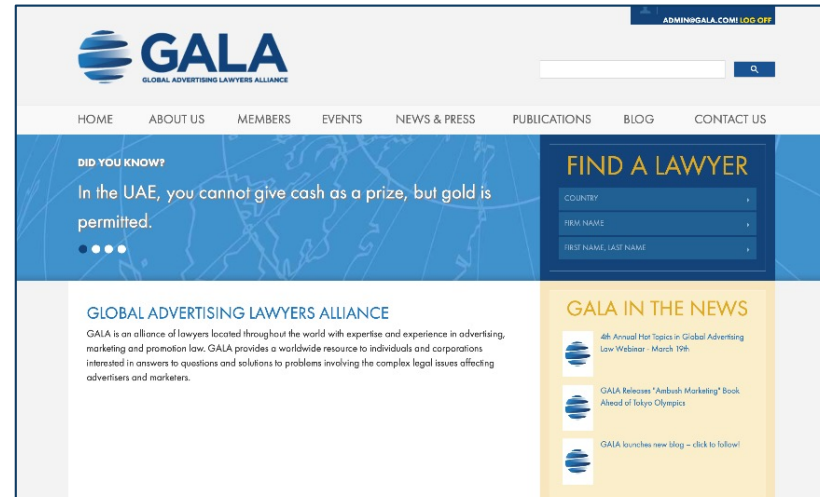 ADMIN@GALA.COM! LOG OFF
GALA
GLOBAL ADVERTISING LAWYERS ALLIANCE
HOME ABOUT US MEMBERS EVENTS NEWS & PRESS PUBLICATIONS BLOG CONTACT US
DID YOU KNOW?
In the UAE, you cannot give cash as a prize, but gold is
permitted.
FIND A LAWYER
COUNTRY
FIRM NAME
FIRST NAME, LAST NAME
GLOBAL ADVERTISING LAWYERS ALLIANCE
GALA is an alliance of lawyers located throughout the world with expertise and experience in advertising,
marketing and promotion law. GALA provides a worldwide resource to individuals and corporations
interested in answers to questions and solutions to problems involving the complex legal issues affecting
advertisers and marketers.
GALA IN THE NEWS
4th Annual Hot Topics in Global Advertising
Law Webinar - March 19th
GALA Releases "Ambush Marketing" Book
Ahead of Tokyo Olympics
GALA launches new blog – click to follow!